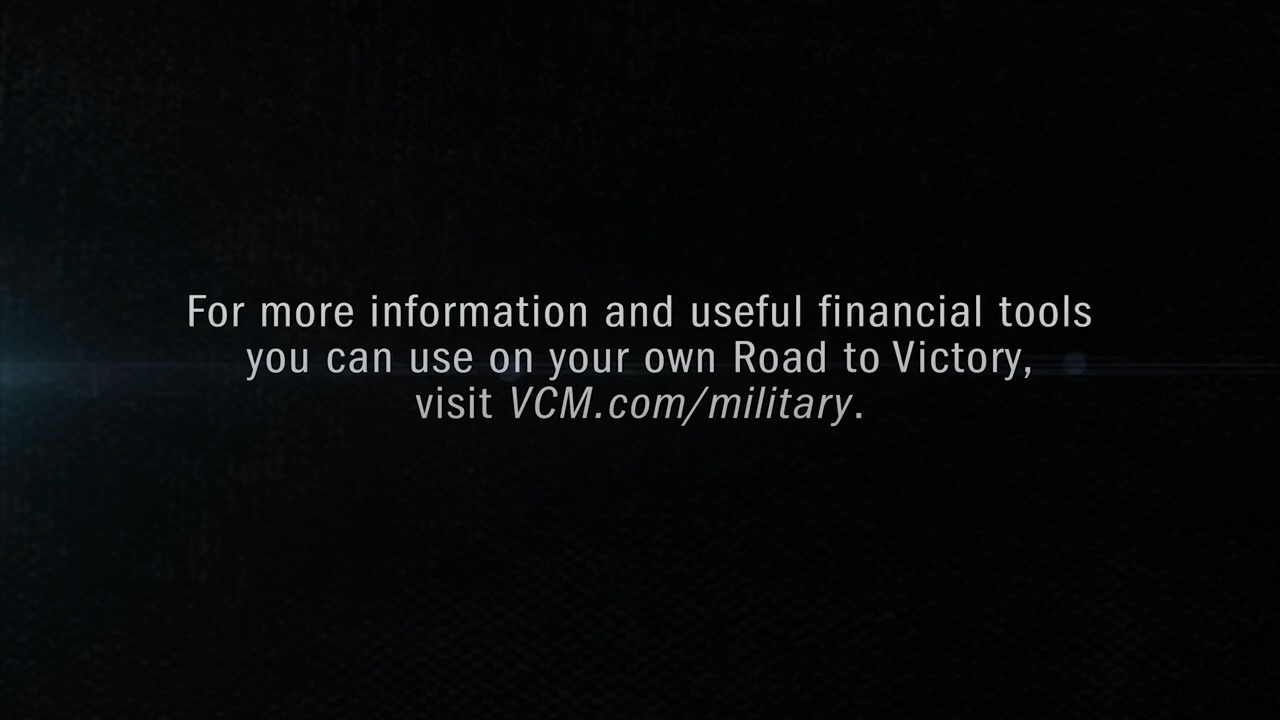 For more information and useful financial tools
you can use on your own Road to Victory,
visit VCM.com/military.